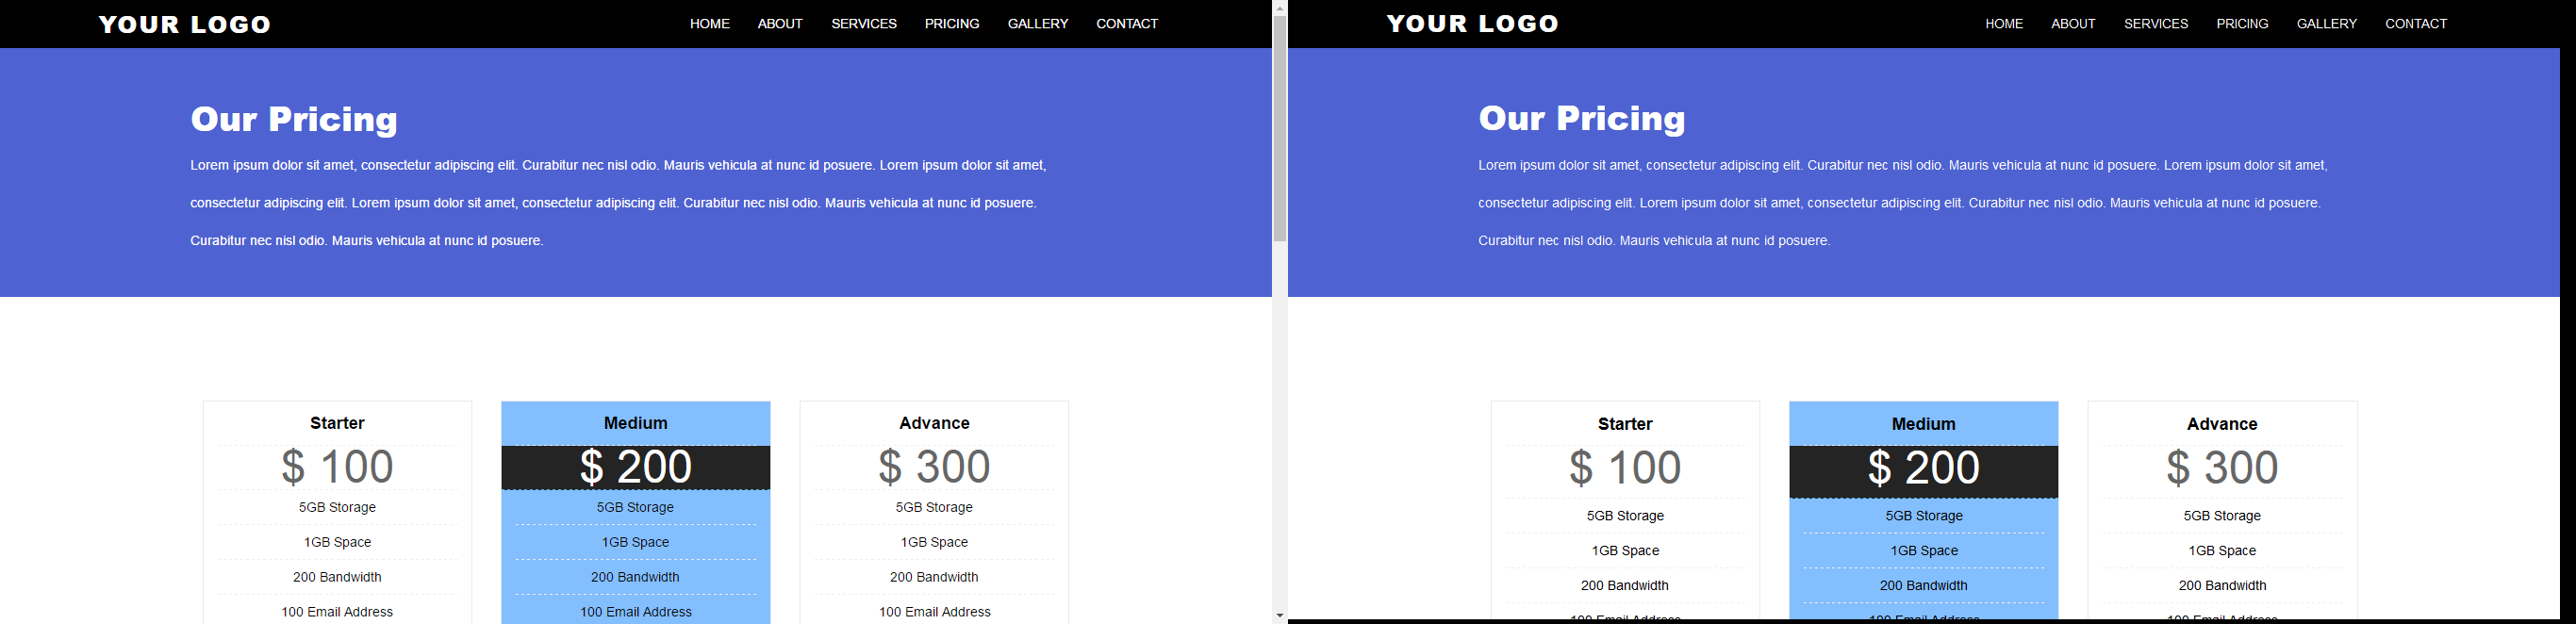 YOUR LOGO
HOME ABOUT SERVICES PRICING GALLERY CONTACT
Our Pricing
Lorem ipsum dolor sit amet, consectetur adipiscing elit. Curabitur nec nisl odio. Mauris vehicula at nunc id posuere. Lorem ipsum dolor sit amet,
consectetur adipiscing elit. Lorem ipsum dolor sit amet, consectetur adipiscing elit. Curabitur nec nisl odio. Mauris vehicula at nunc id posuere.
Curabitur nec nisl odio. Mauris vehicula at nunc id posuere.
Starter
$ 100
5GB Storage
1GB Space
200 Bandwidth
100 Email Address
Medium
$ 200
5GB Storage
1GB Space
200 Bandwidth
100 Email Address
Advance
$ 300
5GB Storage
1GB Space
200 Bandwidth
100 Email Address
YOUR LOGO
HOME ABOUT SERVICES PRICING GALLERY CONTACT
Our Pricing
Lorem ipsum dolor sit amet, consectetur adipiscing elit. Curabitur nec nisl odio. Mauris vehicula at nunc id posuere. Lorem ipsum dolor sit amet,
consectetur adipiscing elit. Lorem ipsum dolor sit amet, consectetur adipiscing elit. Curabitur nec nisl odio. Mauris vehicula at nunc id posuere.
Curabitur nec nisl odio. Mauris vehicula at nunc id posuere.
Starter
$ 100
5GB Storage
1GB Space
200 Bandwidth
100 Email Address
Medium
$ 200
5GB Storage
1GB Space
200 Bandwidth
100 Email Address
Advance
$ 300
5GB Storage
1GB Space
200 Bandwidth
100 Email Address